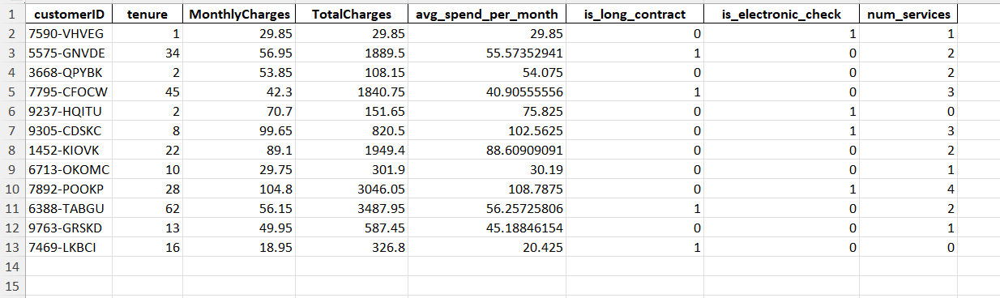 1 customerID tenure MonthlyCharges TotalCharges avg_spend_per_month is_long_contract is_electronic_check num_services
2 7590-VHVEG 1 29.85 29.85 29.85 0 1 1
3 5575-GNVDE 34 56.95 1889.5 55.57352941 1 0 2
4 3668-QPYBK 2 53.85 108.15 54.075 0 0 2
5 7795-CFOCW 45 42.3 1840.75 40.90555556 1 0 3
6 9237-HQITU 2 70.7 151.65 75.825 0 1 0
7 9305-CDSKC 8 99.65 820.5 102.5625 0 1 3
8 1452-KIOVK 22 89.1 1949.4 88.60909091 0 0 2
9 6713-OKOMC 10 29.75 301.9 30.19 0 0 1
10 7892-POOKP 28 104.8 3046.05 108.7875 0 1 4
11 6388-TABGU 62 56.15 3487.95 56.25725806 1 0 2
12 9763-GRSKD 13 49.95 587.45 45.18846154 0 0 1
13 7469-LKBCI 16 18.95 326.8 20.425 1 0 0
14
15